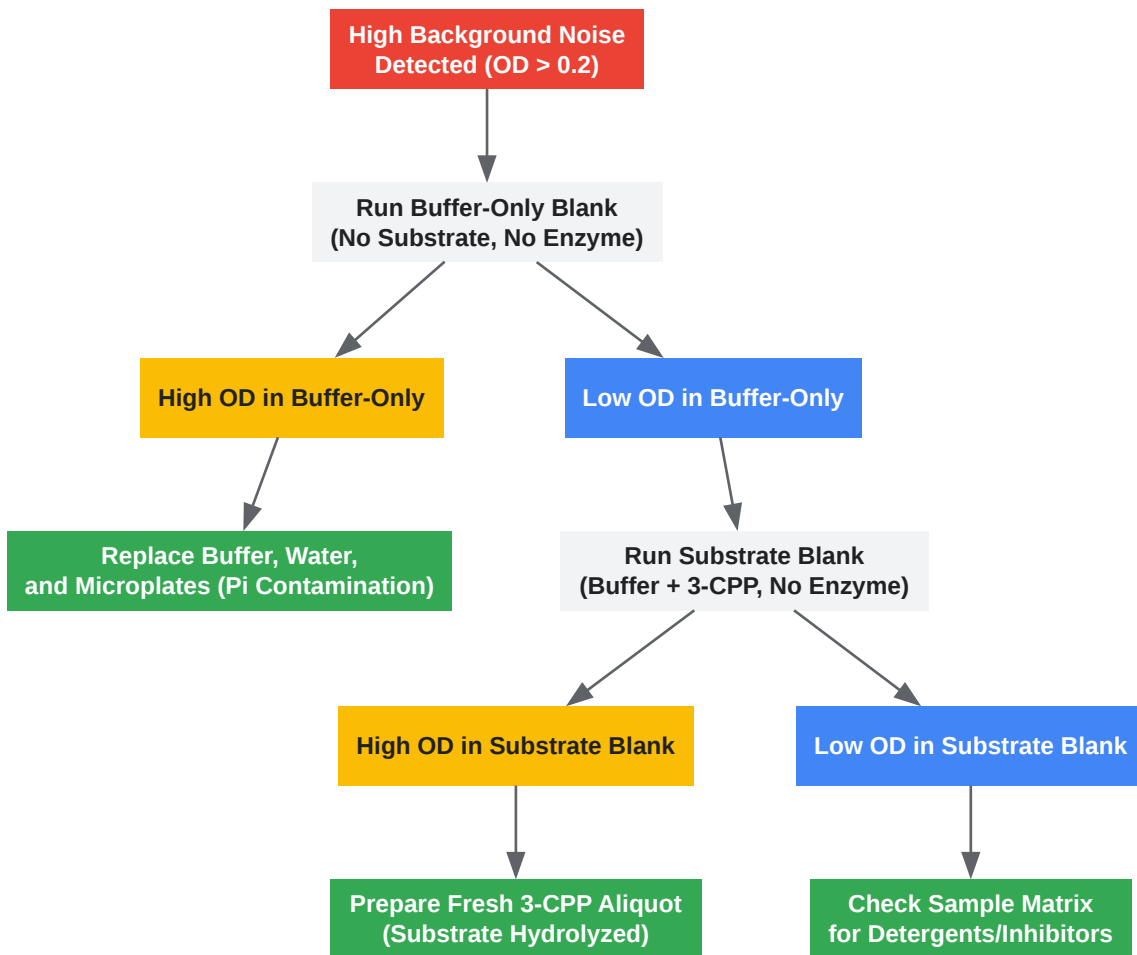 High Background Noise
Detected (OD > 0.2)
Run Buffer-Only Blank
(No Substrate, No Enzyme)
High OD in Buffer-Only
Low OD in Buffer-Only
Replace Buffer, Water,
and Microplates (Pi Contamination)
Run Substrate Blank
(Buffer + 3-CPP, No Enzyme)
High OD in Substrate Blank
Low OD in Substrate Blank
Prepare Fresh 3-CPP Aliquot
(Substrate Hydrolyzed)
Check Sample Matrix
for Detergents/Inhibitors